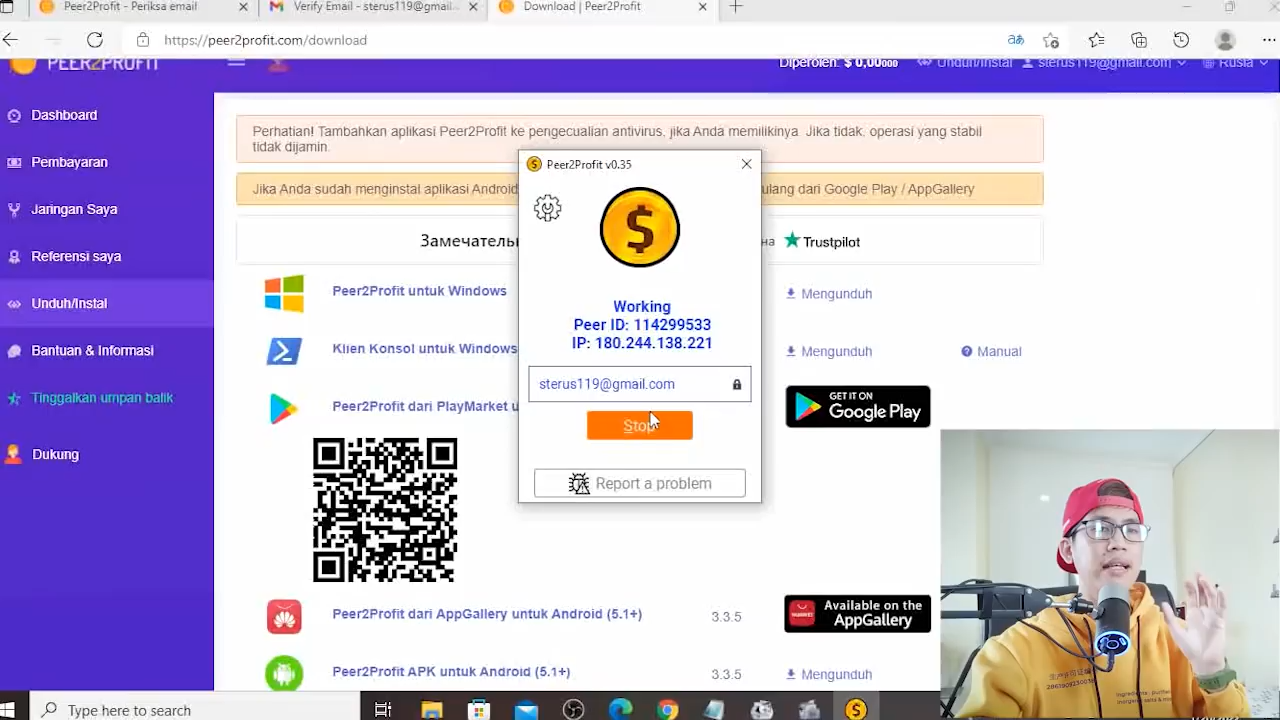 Peer2Profit - Periksa email
Verify Email - sterus119@gmail...
Download | Peer2Profit
https://peer2profit.com/download
PEER2PROFIT
Diperoleh: $ 0,00000
Unduh/Instal
sterus119@gmail.com
Rusia
Dashboard
Pembayaran
Jaringan Saya
Referensi saya
Unduh/Instal
Bantuan & Informasi
Tinggalkan umpan balik
Dukung
Perhatian! Tambahkan aplikasi Peer2Profit ke pengecualian antivirus, jika Anda memilikinya. Jika tidak, operasi yang stabil
tidak dijamin.
Jika Anda sudah menginstal aplikasi Android
ulang dari Google Play / AppGallery
Замечатель
на
Trustpilot
Peer2Profit untuk Windows
Mengunduh
Klien Konsol untuk Windows
Mengunduh
Manual
Peer2Profit dari PlayMarket u
GET IT ON
Google Play
Peer2Profit dari AppGallery untuk Android (5.1+)
3.3.5
HUAWEI
Available on the
AppGallery
Peer2Profit APK untuk Android (5.1+)
3.3.5
Mengunduh
Peer2Profit v0.35
Working
Peer ID: 114299533
IP: 180.244.138.221
sterus119@gmail.com
Stop
Report a problem
Type here to search